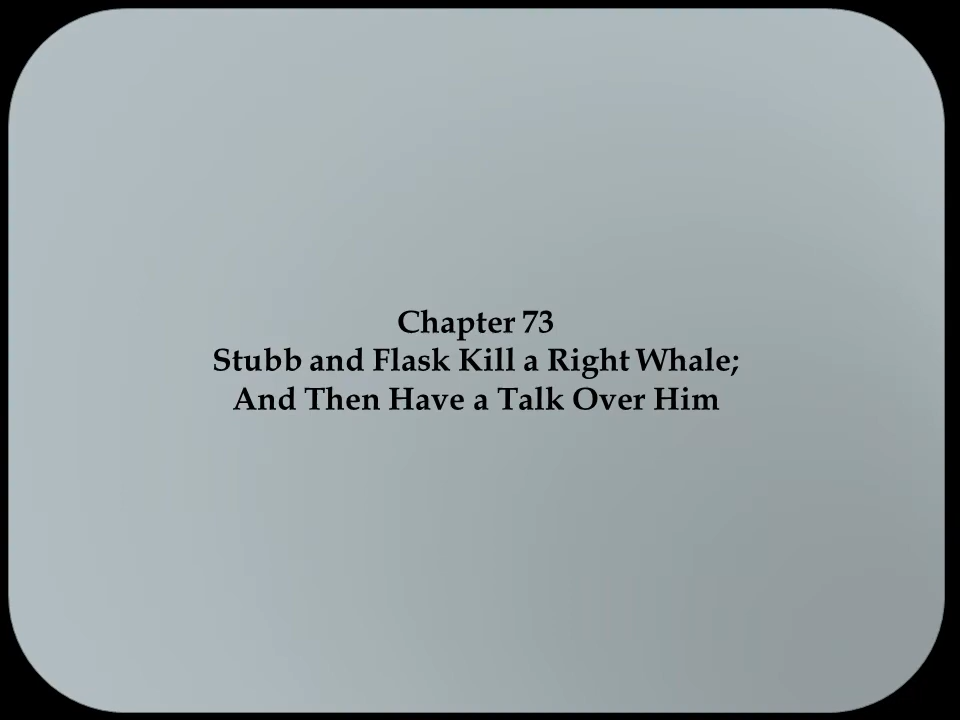 Chapter 73
Stubb and Flask Kill a Right Whale;
And Then Have a Talk Over Him